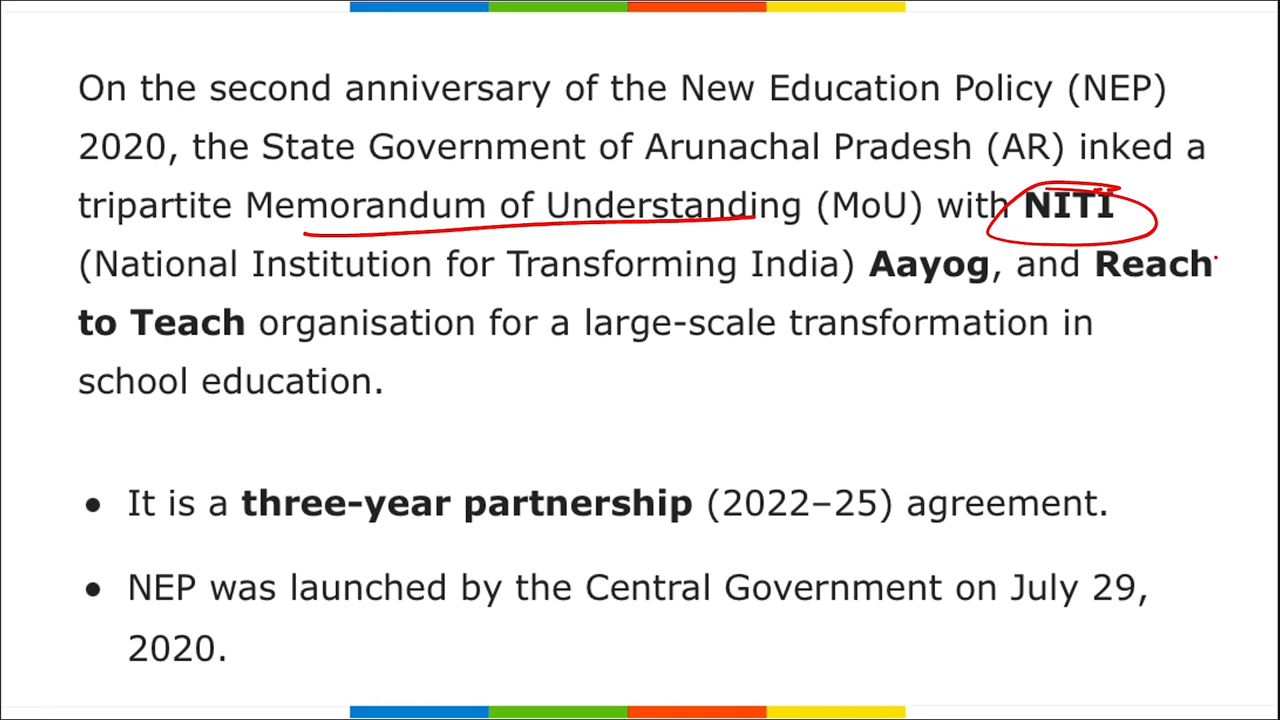 On the second anniversary of the New Education Policy (NEP)
2020, the State Government of Arunachal Pradesh (AR) inked a
tripartite Memorandum of Understanding (MoU) with NITI
(National Institution for Transforming India) Aayog, and Reach
to Teach organisation for a large-scale transformation in
school education.
● It is a three-year partnership (2022–25) agreement.
● NEP was launched by the Central Government on July 29,
2020.